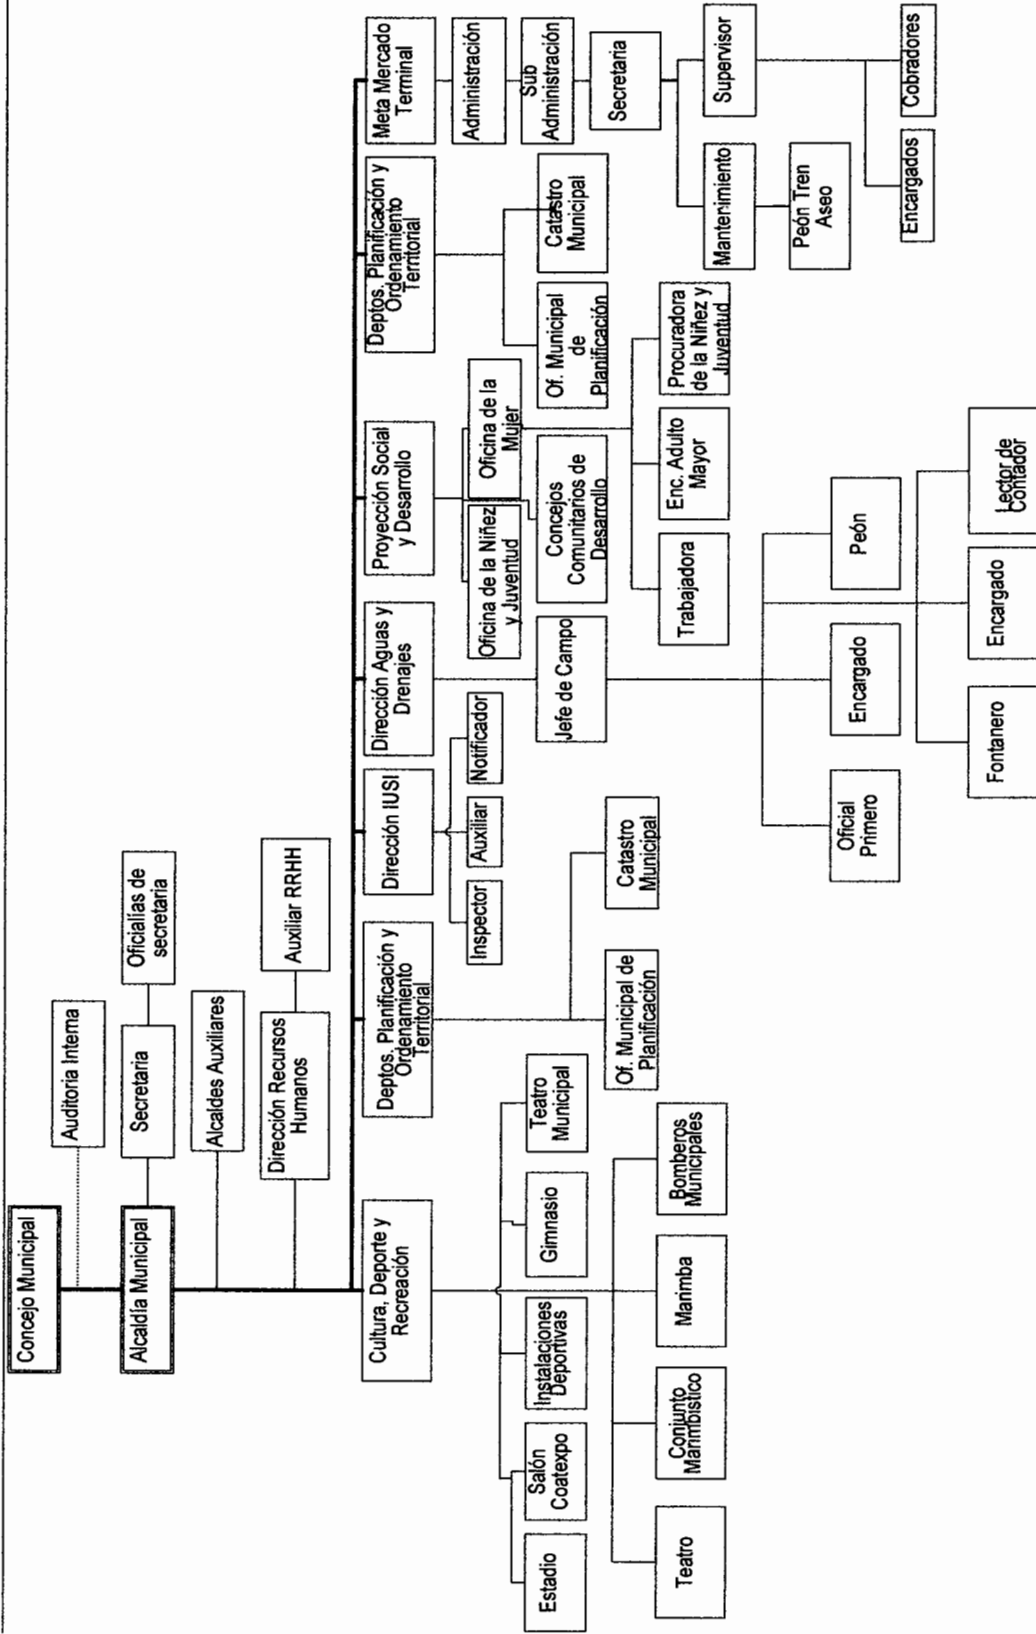 Concejo Municipal
Auditoria Interna
Alcaldía Municipal
Secretaria
Oficialías de
secretaria
Alcaldes Auxiliares
Dirección Recursos
Humanos
Auxiliar RRHH
Cultura, Deporte y
Recreación
Deptos. Planificación y
Ordenamiento
Territorial
Dirección IUSI
Dirección Aguas y
Drenajes
Proyección Social
y Desarrollo
Deptos. Planificación y
Ordenamiento
Territorial
Meta Mercado
Terminal
Estadio
Salón
Coatexpo
Instalaciones
Deportivas
Gimnasio
Teatro
Municipal
Teatro
Conjunto
Marimbistico
Marimba
Bomberos
Municipales
Of. Municipal de
Planificación
Catastro
Municipal
Inspector
Auxiliar
Notificador
Jefe de Campo
Oficial
Primero
Encargado
Peón
Fontanero
Encargado
Lector de
Contador
Oficina de la Niñez
y Juventud
Oficina de la
Mujer
Concejos
Comunitarios de
Desarrollo
Trabajadora
Enc. Adulto
Mayor
Procuradora
de la Niñez y
Juventud
Of. Municipal
de
Planificación
Catastro
Municipal
Administración
Sub
Administración
Secretaria
Mantenimiento
Supervisor
Peón Tren
Aseo
Encargados
Cobradores